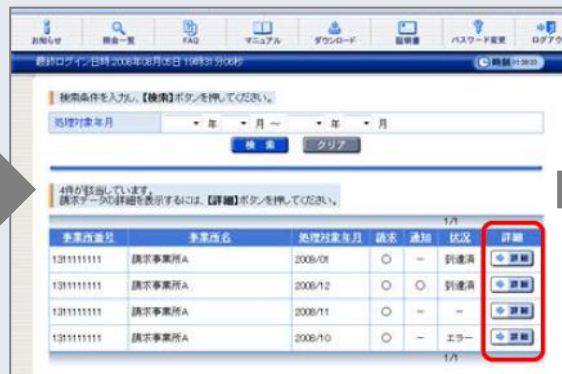 お知らせ 照会一覧 FAQ マニュアル ダウンロード 証明書 パスワード変更 ログアウ
最終ログイン日時 2008年08月05日 19時31分06秒 時刻
検索条件を入力し、【検索】ボタンを押してください。
処理対象年月 年 月 ～ 年 月
検索 クリア
4件が該当しています。
請求データの詳細を表示するには、【詳細】ボタンを押してください。
1/1
事業所番号 事業所名 処理対象年月 請求 通知 状況 詳細
1311111111 請求事業所A 2008/01 ○ － 到達済 詳細
1311111111 請求事業所A 2008/12 ○ ○ 到達済 詳細
1311111111 請求事業所A 2008/11 ○ － － 詳細
1311111111 請求事業所A 2008/10 ○ － エラー 詳細
1/1